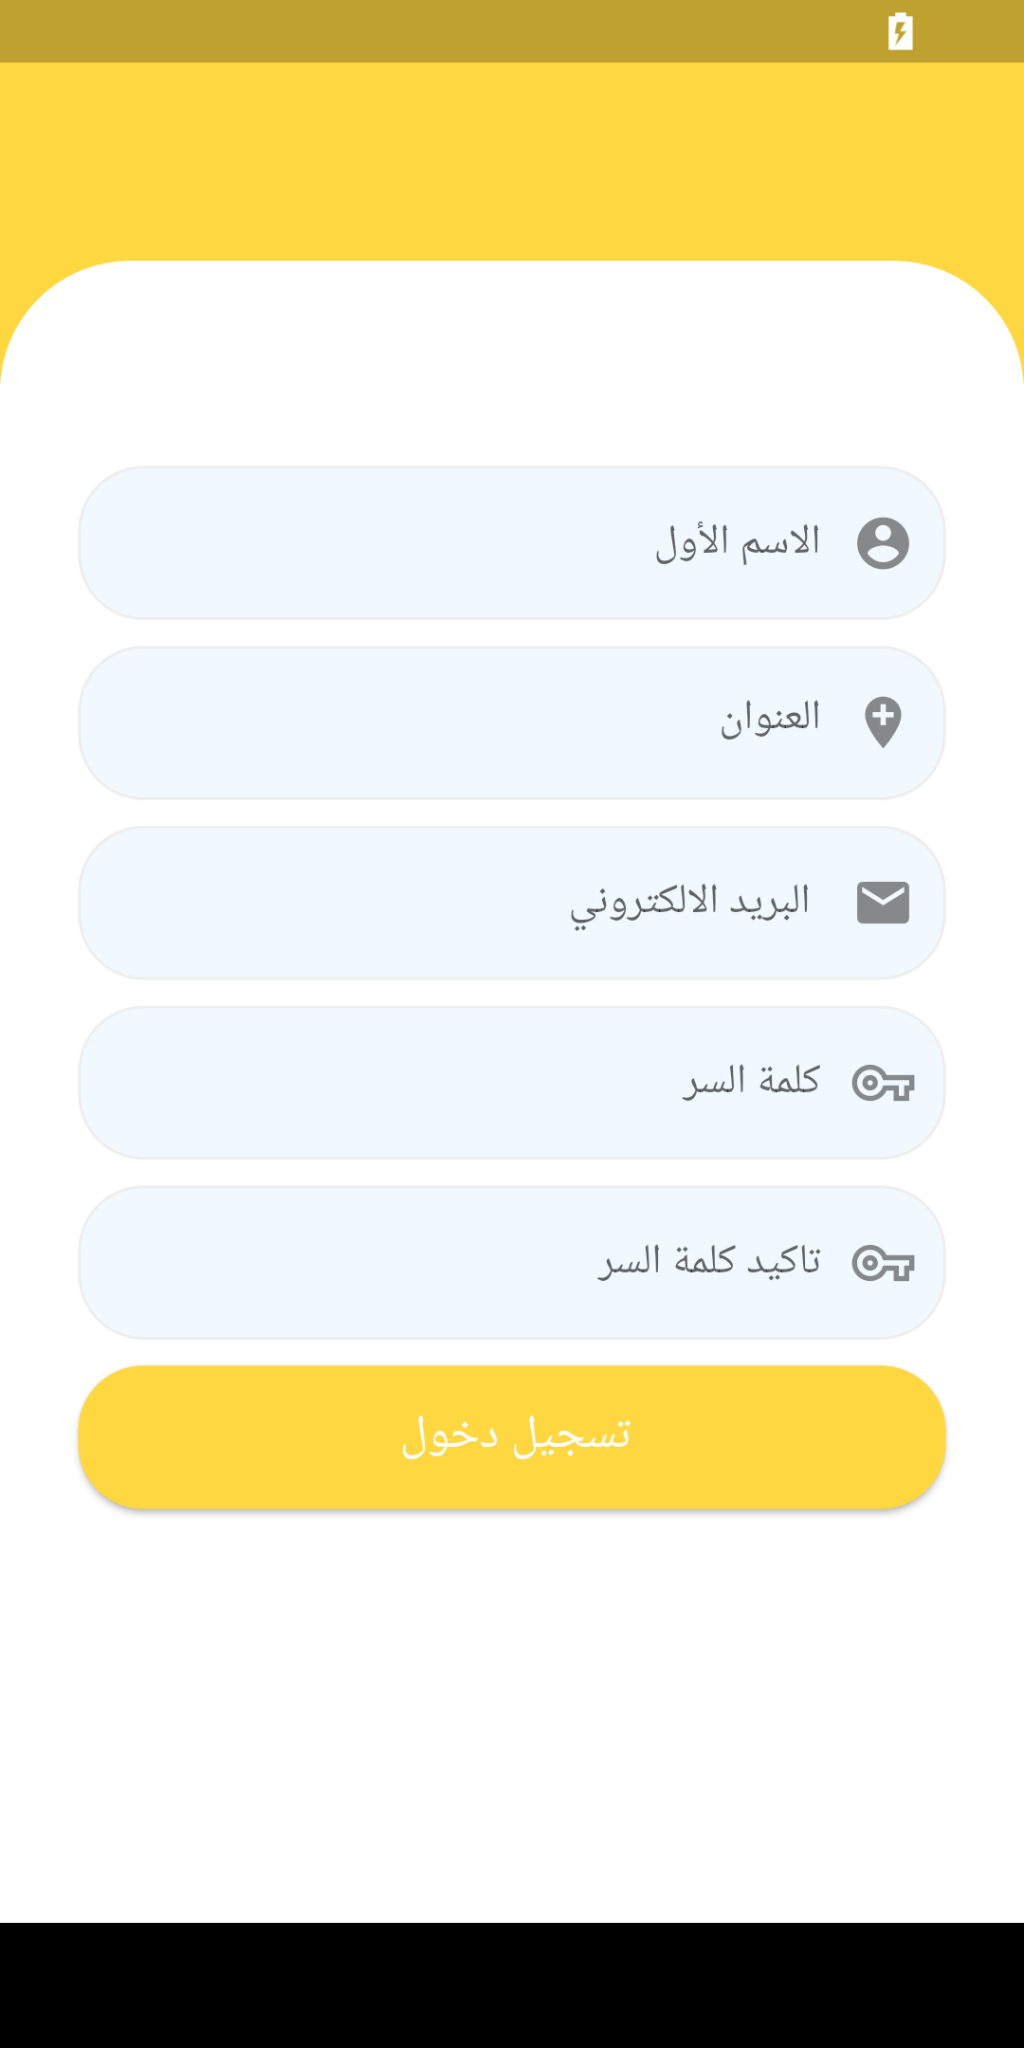 الاسم الأول
العنوان
البريد الالكتروني
كلمة السر
تاكيد كلمة السر
تسجيل دخول